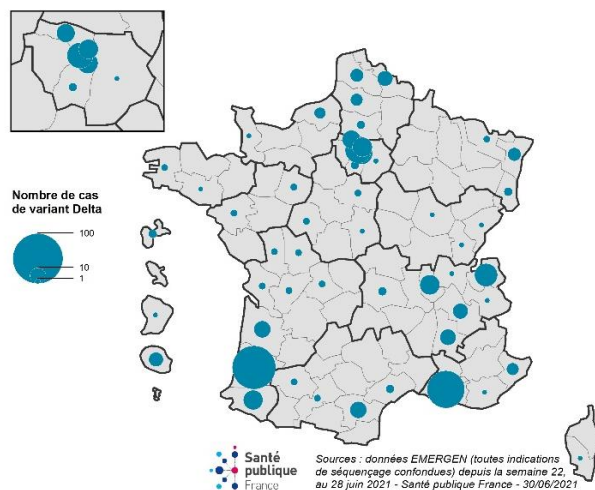 Nombre de cas
de variant Delta
100
10
1
Santé
publique
France
Sources : données EMERGEN (toutes indications
de séquençage confondues) depuis la semaine 22,
au 28 juin 2021 - Santé publique France - 30/06/2021